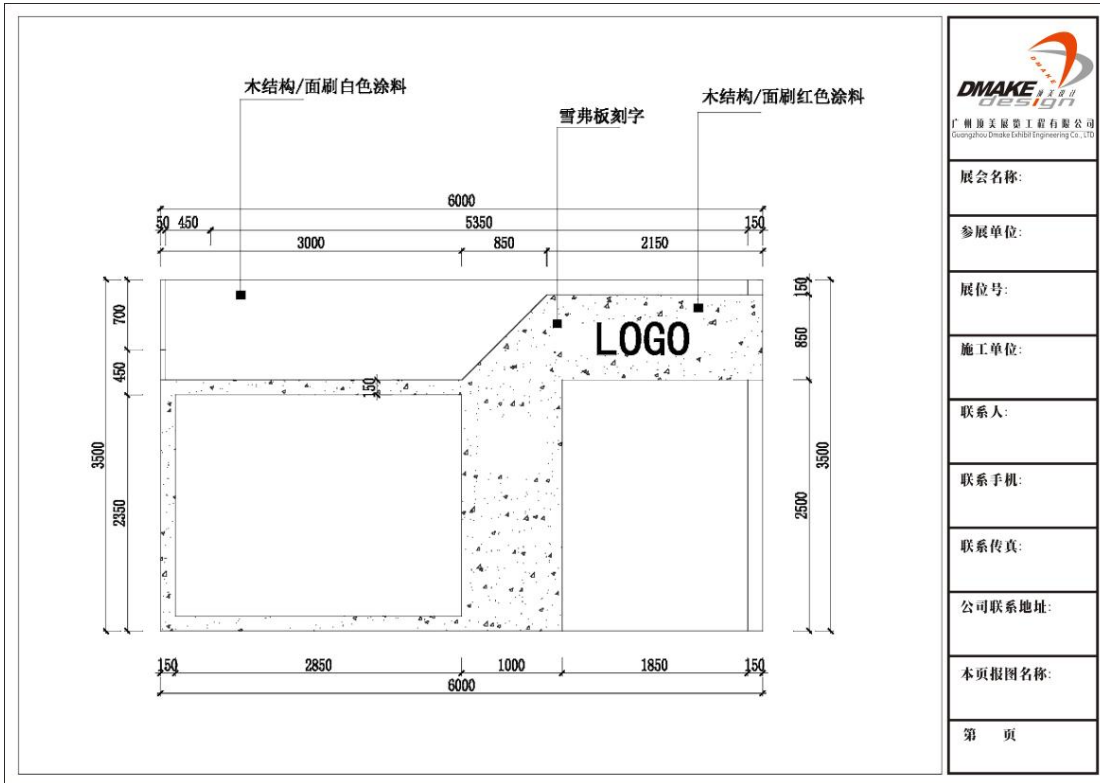 木结构/面刷白色涂料
雪弗板刻字
木结构/面刷红色涂料
6000
50 450 5350 150
3000 850 2150
700
450
2350
3500
150
LOGO
150
850
2500
3500
150 2850 1000 1850 150
6000
DMAKE
DMAKE 顶美设计
design
广州顶美展览工程有限公司
Guangzhou Dmake Exhibit Engineering Co., LTD
展会名称:
参展单位:
展位号:
施工单位:
联系人:
联系手机:
联系传真:
公司联系地址:
本页报图名称:
第 页